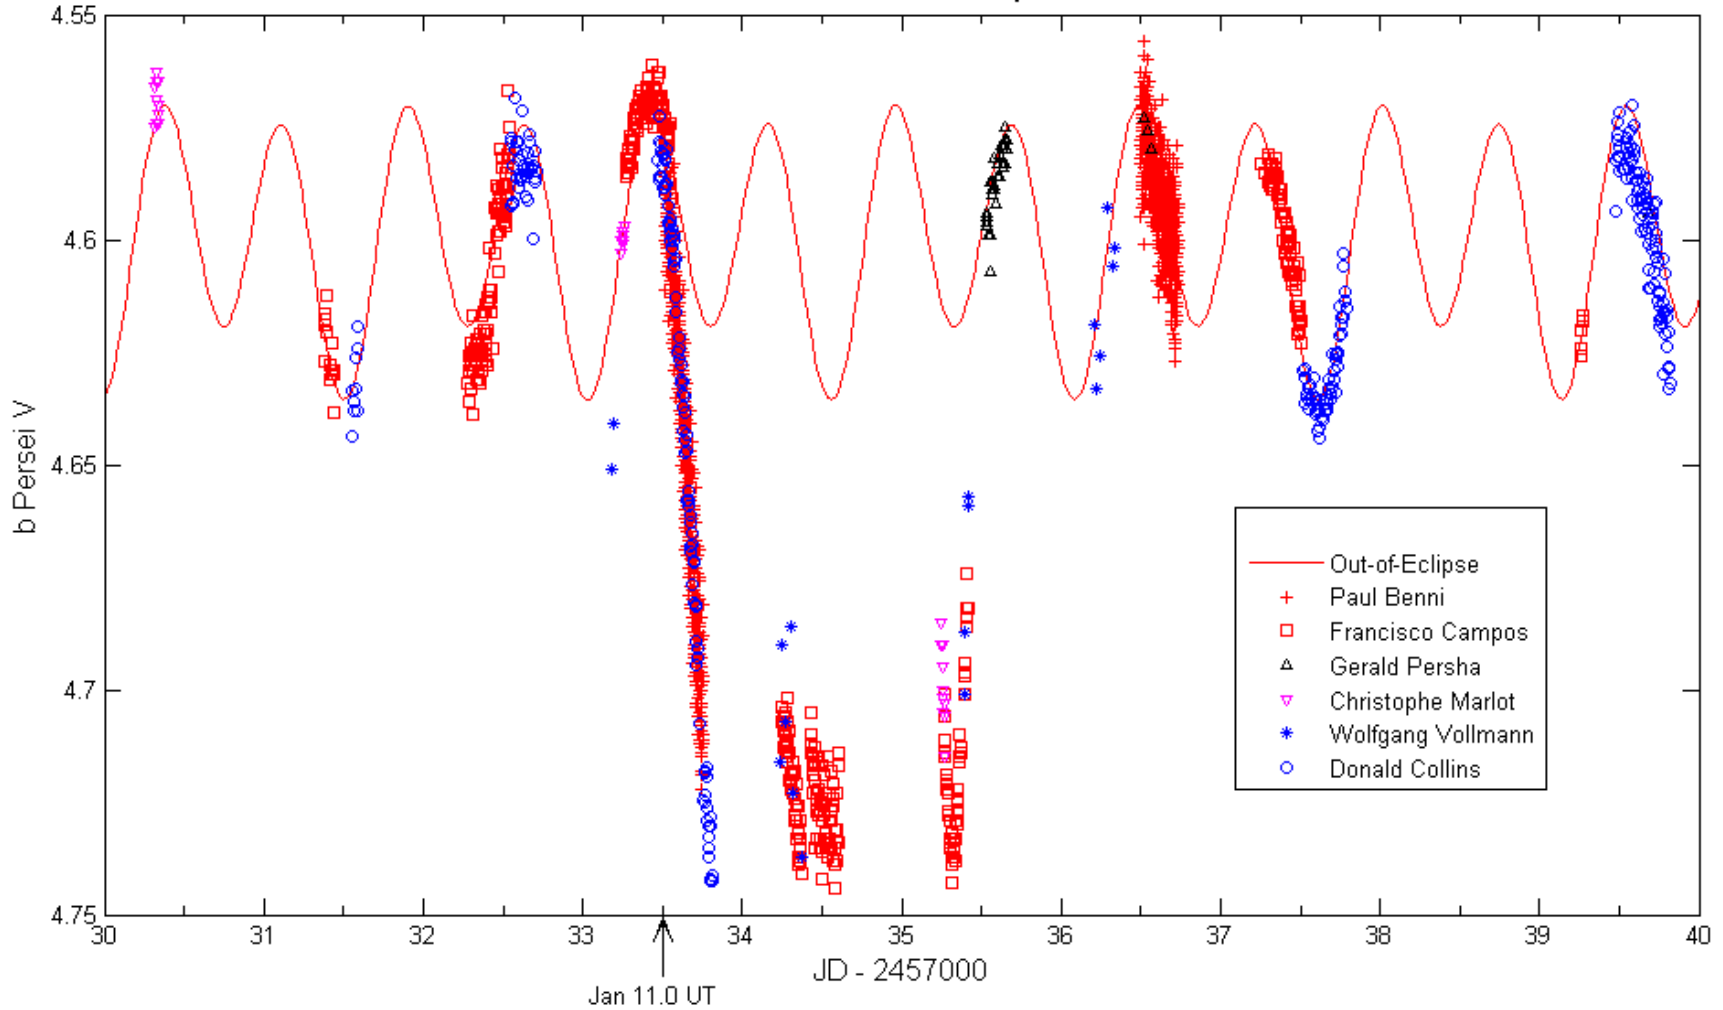 4.55
4.6
4.65
4.7
4.75
b Persei V
30 31 32 33 34 35 36 37 38 39 40
JD - 2457000
Jan 11.0 UT
Out-of-Eclipse
Paul Benni
Francisco Campos
Gerald Persha
Christophe Marlot
Wolfgang Vollmann
Donald Collins